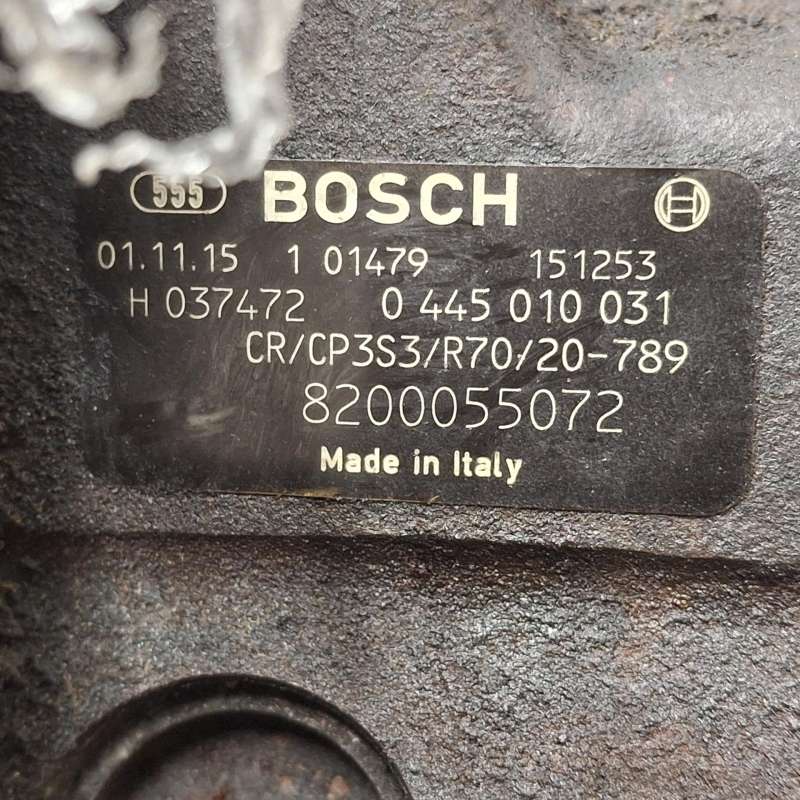 555 BOSCH
01.11.15 1 01479 151253
H 037472 0 445 010 031
CR/CP3S3/R70/20-789
8200055072
Made in Italy